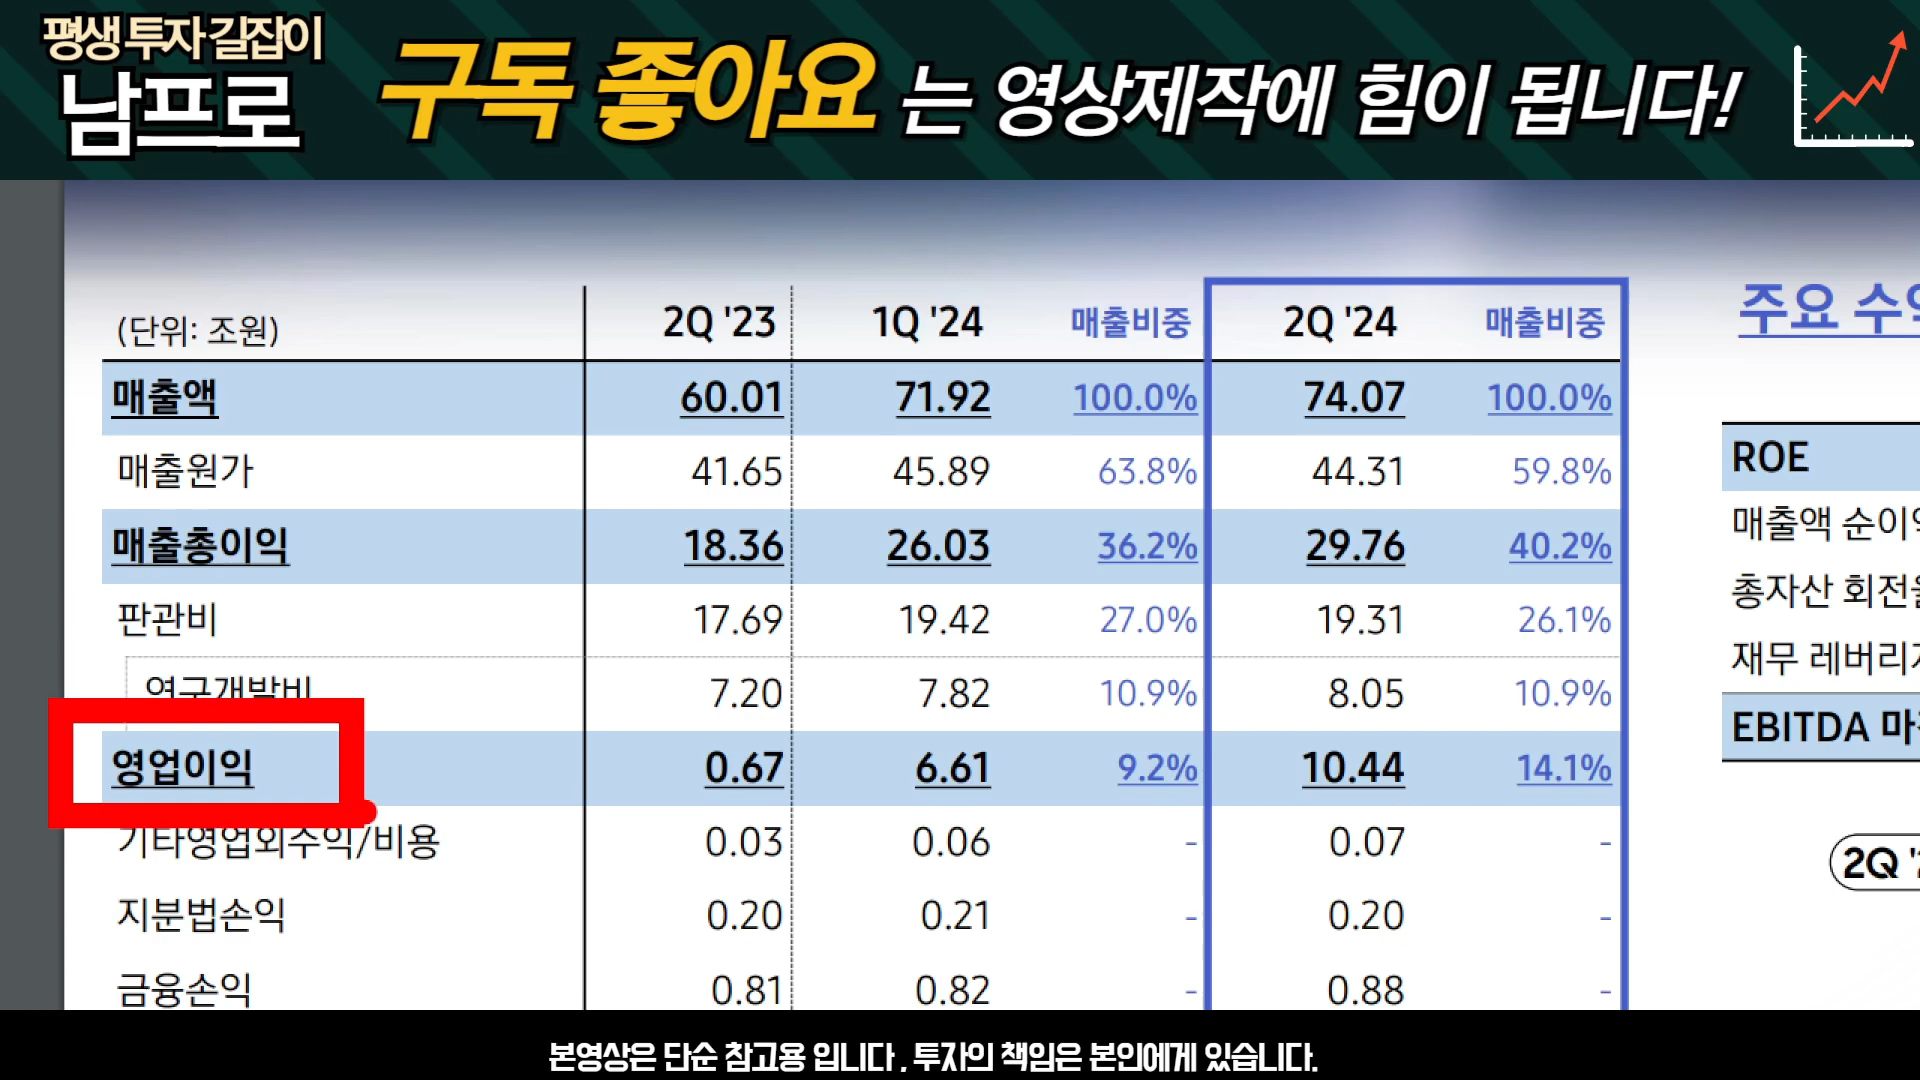 평생 투자 길잡이
남프로
구독 좋아요 는 영상제작에 힘이 됩니다!
(단위: 조원) 2Q '23 1Q '24 매출비중 2Q '24 매출비중
매출액 60.01 71.92 100.0% 74.07 100.0%
매출원가 41.65 45.89 63.8% 44.31 59.8%
매출총이익 18.36 26.03 36.2% 29.76 40.2%
판관비 17.69 19.42 27.0% 19.31 26.1%
연구개발비 7.20 7.82 10.9% 8.05 10.9%
영업이익 0.67 6.61 9.2% 10.44 14.1%
기타영업외수익/비용 0.03 0.06 - 0.07 -
지분법손익 0.20 0.21 - 0.20 -
금융손익 0.81 0.82 - 0.88 -
주요
ROE
매출액
총자산
재무
EBITDA
2Q
본영상은 단순 참고용 입니다 , 투자의 책임은 본인에게 있습니다.